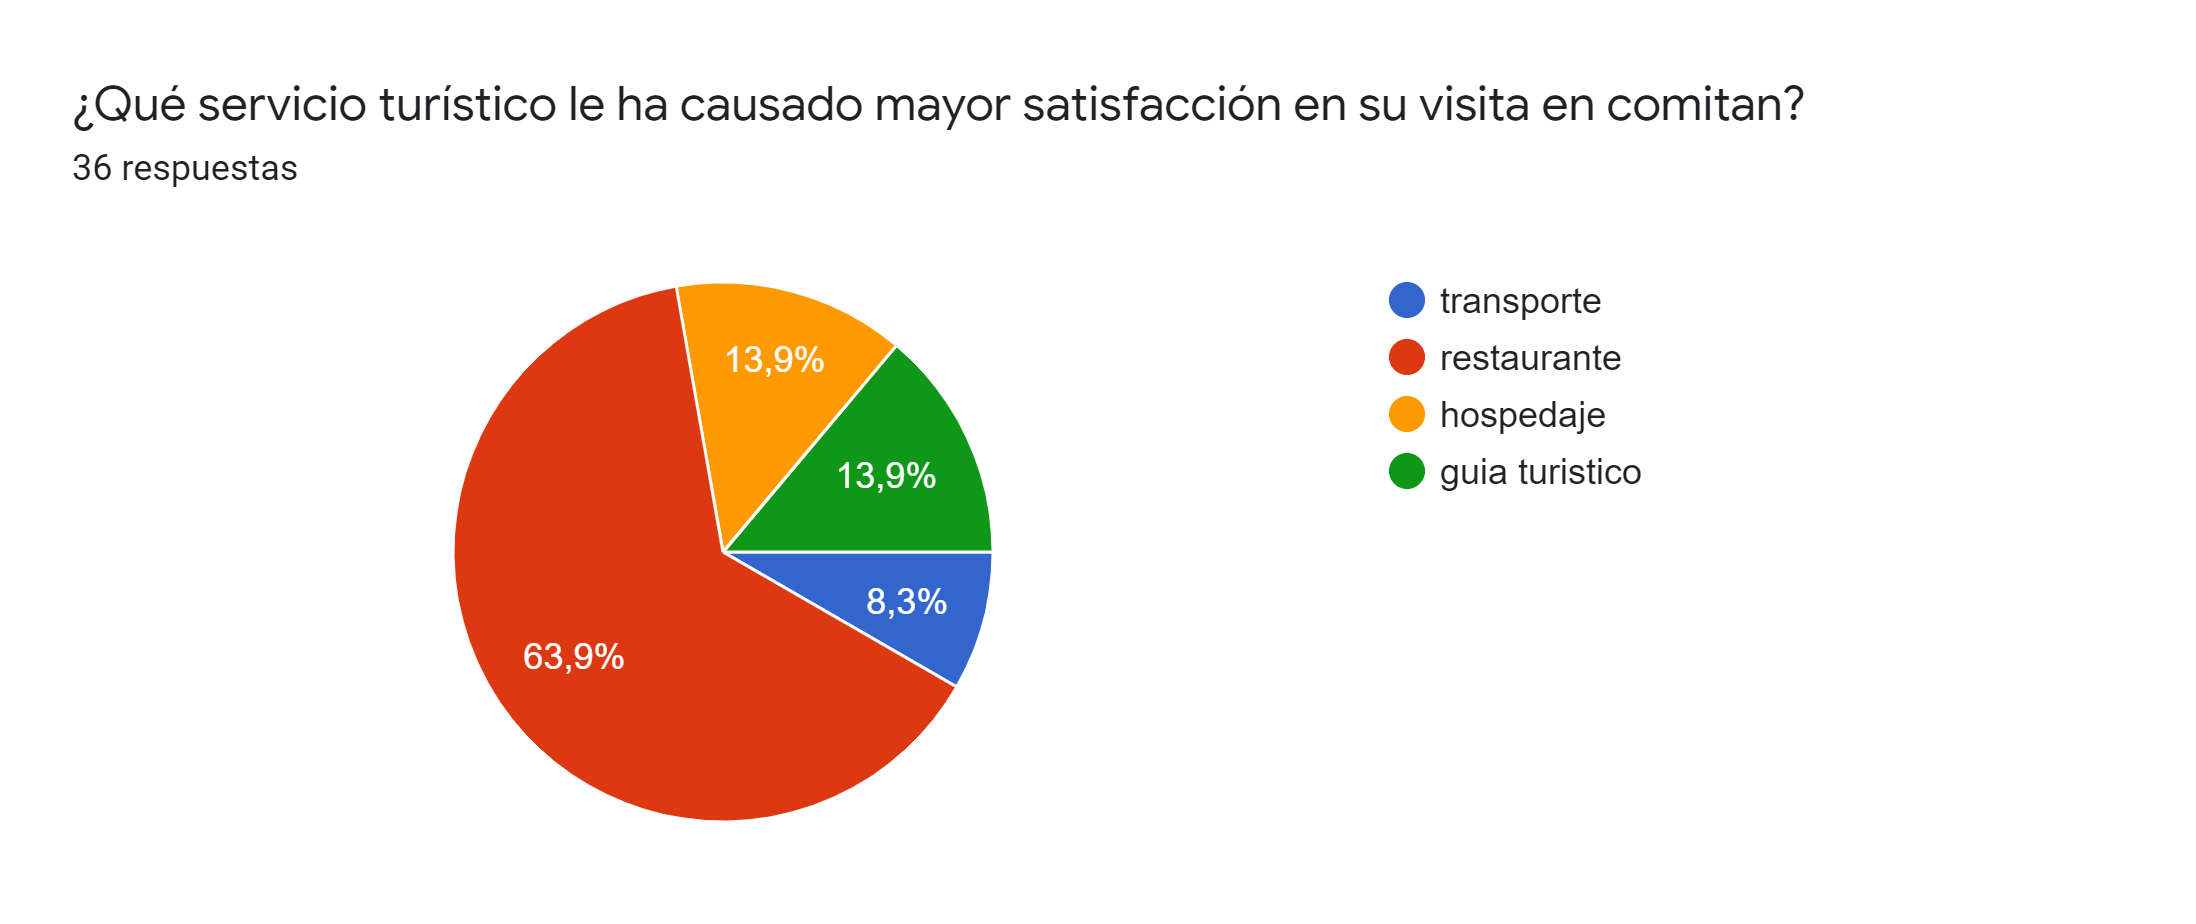 ¿Qué servicio turístico le ha causado mayor satisfacción en su visita en comitan?
36 respuestas
transporte
restaurante
hospedaje
guia turistico
13,9%
13,9%
8,3%
63,9%